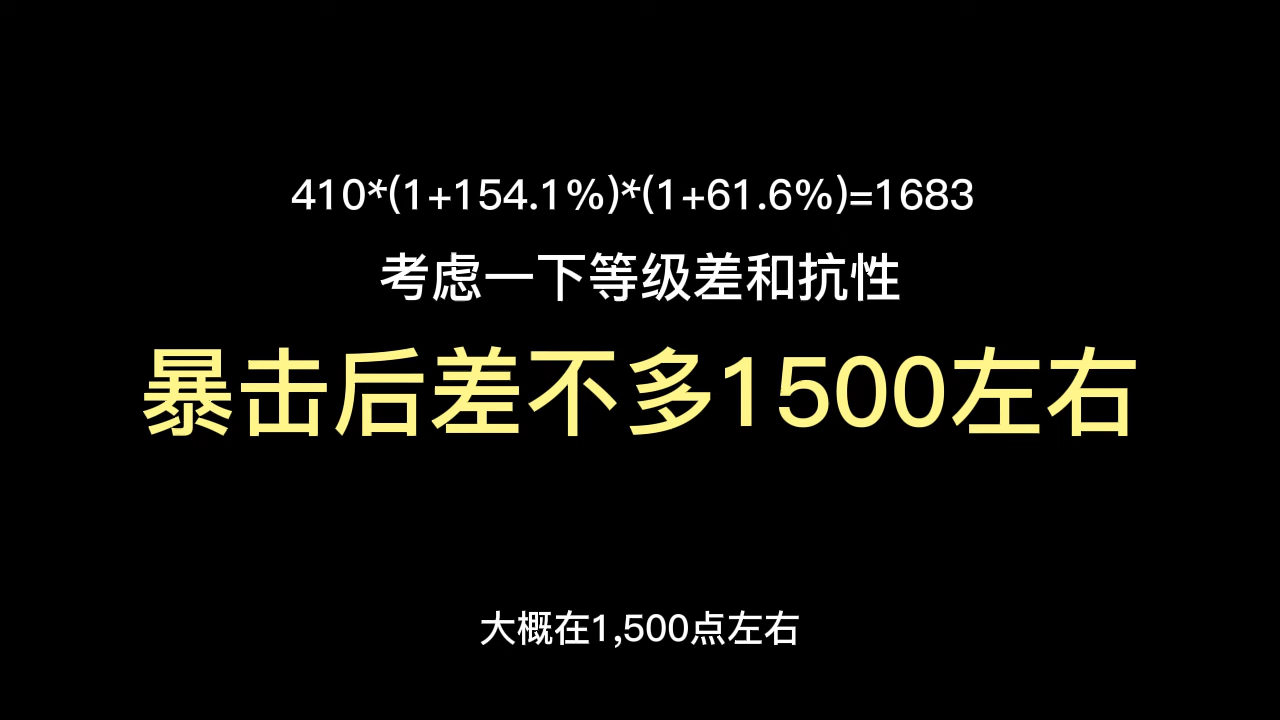 410*(1+154.1%)*(1+61.6%)=1683
考虑一下等级差和抗性
暴击后差不多1500左右
大概在1,500点左右